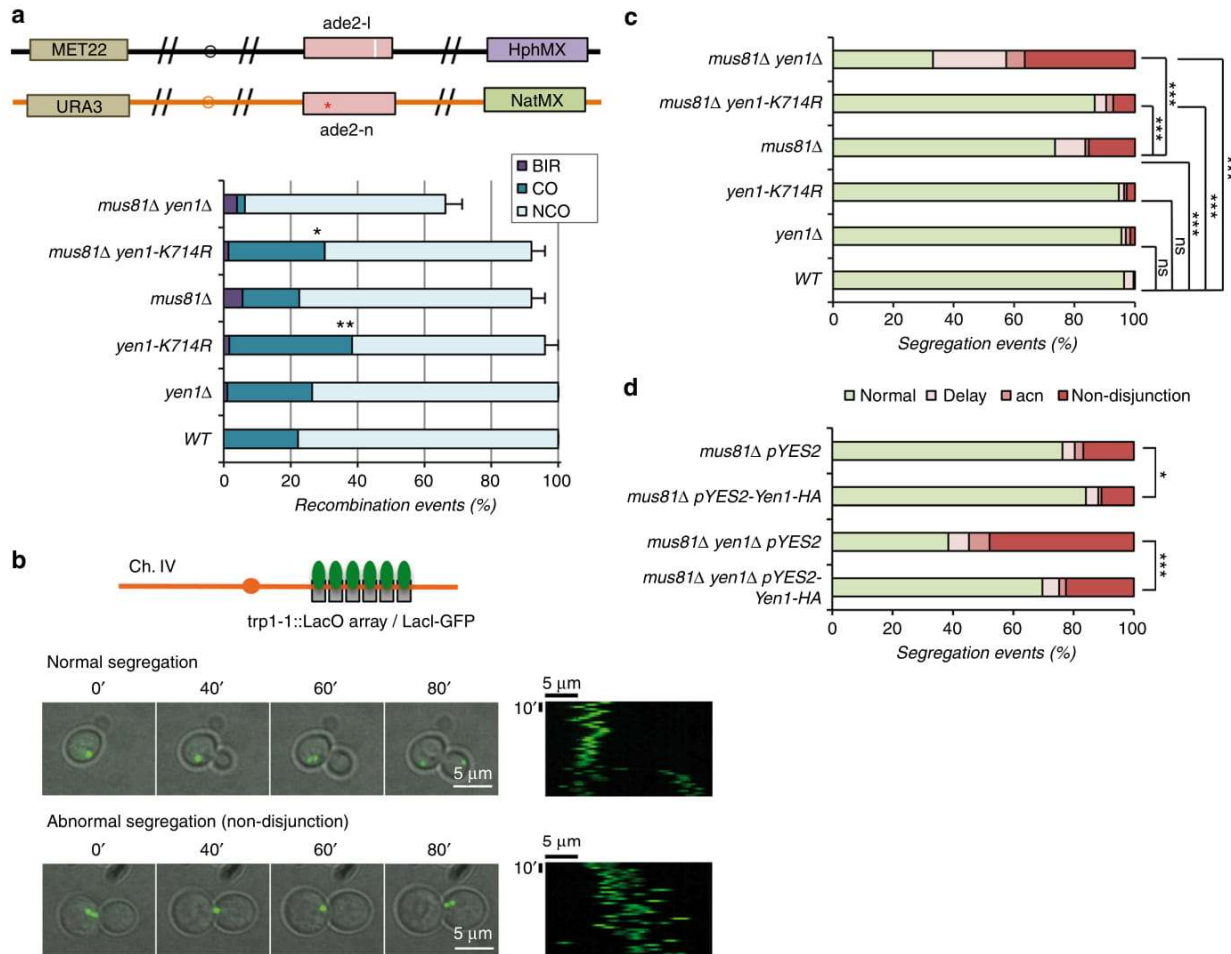 a
ade2-l
MET22
HphMX
URA3
*
NatMX
ade2-n
BIR
CO
NCO
mus81Δ yen1Δ
mus81Δ yen1-K714R
*
mus81Δ
yen1-K714R
**
yen1Δ
WT
0 20 40 60 80 100
Recombination events (%)
b
Ch. IV
trp1-1::LacO array / LacI-GFP
Normal segregation
0′ 40′ 60′ 80′
5 μm
10′
5 μm
Abnormal segregation (non-disjunction)
0′ 40′ 60′ 80′
5 μm
10′
5 μm
c
mus81Δ yen1Δ
mus81Δ yen1-K714R
mus81Δ
yen1-K714R
yen1Δ
WT
***
***
***
***
***
ns
ns
0 20 40 60 80 100
Segregation events (%)
d
Normal Delay acn Non-disjunction
mus81Δ pYES2
mus81Δ pYES2-Yen1-HA
*
mus81Δ yen1Δ pYES2
mus81Δ yen1Δ pYES2-
Yen1-HA
***
0 20 40 60 80 100
Segregation events (%)